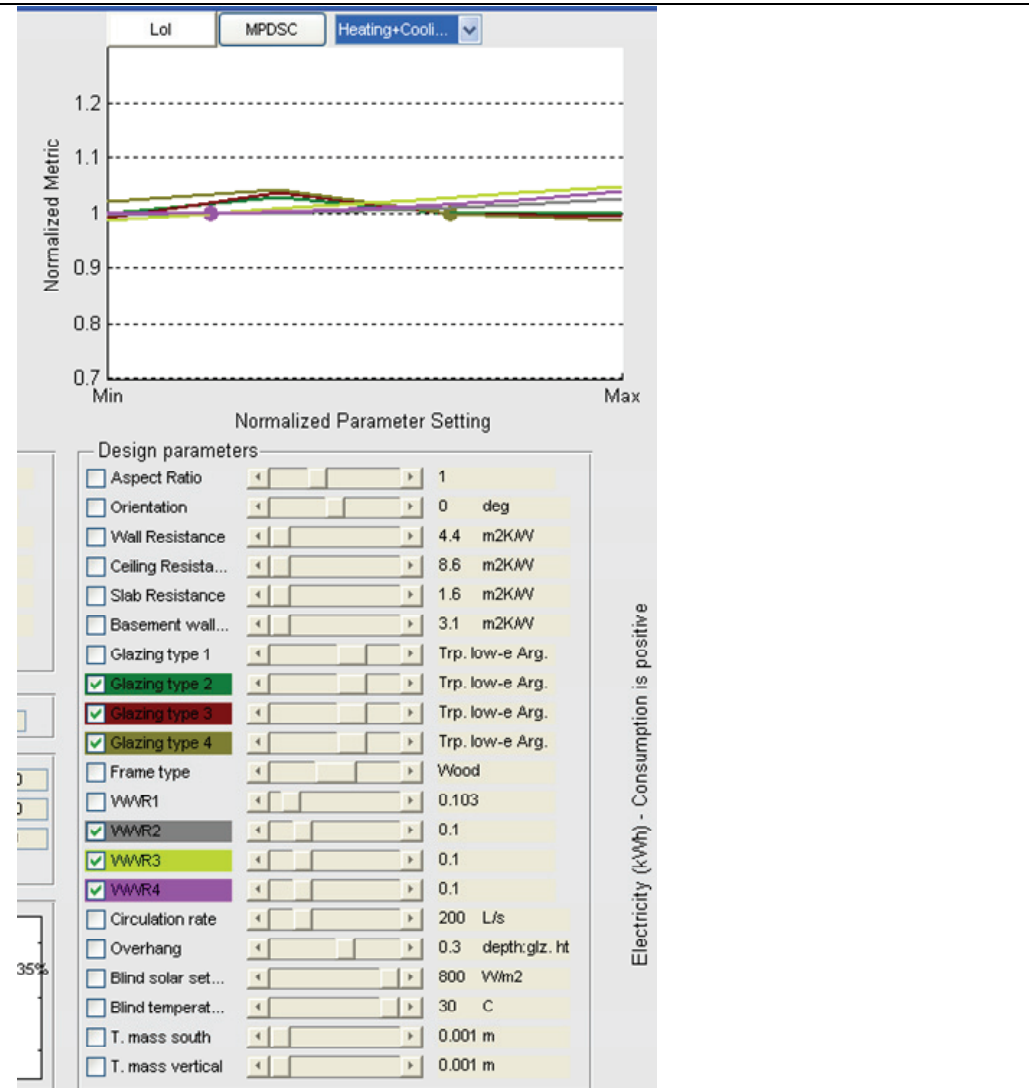 LoI MPDSC Heating+Cooli...
1.2
1.1
1
0.9
0.8
0.7
Normalized Metric
Min Max
Normalized Parameter Setting
Design parameters
Aspect Ratio 1
Orientation 0 deg
Wall Resistance 4.4 m2K/W
Ceiling Resista... 8.6 m2K/W
Slab Resistance 1.6 m2K/W
Basement wall... 3.1 m2K/W
Glazing type 1 Trp. low-e Arg.
Glazing type 2 Trp. low-e Arg.
Glazing type 3 Trp. low-e Arg.
Glazing type 4 Trp. low-e Arg.
Frame type Wood
WWR1 0.103
WWR2 0.1
WWR3 0.1
WWR4 0.1
Circulation rate 200 L/s
Overhang 0.3 depth:glz. ht
Blind solar set... 800 W/m2
Blind temperat... 30 C
T. mass south 0.001 m
T. mass vertical 0.001 m
35%
Electricity (kWh) - Consumption is positive